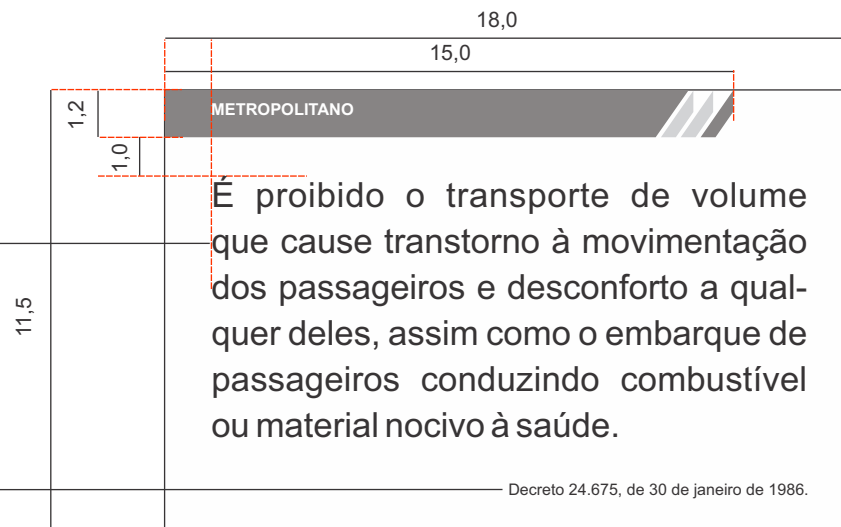 18,0
15,0
1,2
METROPOLITANO
1,0
É proibido o transporte de volume
que cause transtorno à movimentação
dos passageiros e desconforto a qual-
quer deles, assim como o embarque de
passageiros conduzindo combustível
ou material nocivo à saúde.
11,5
Decreto 24.675, de 30 de janeiro de 1986.